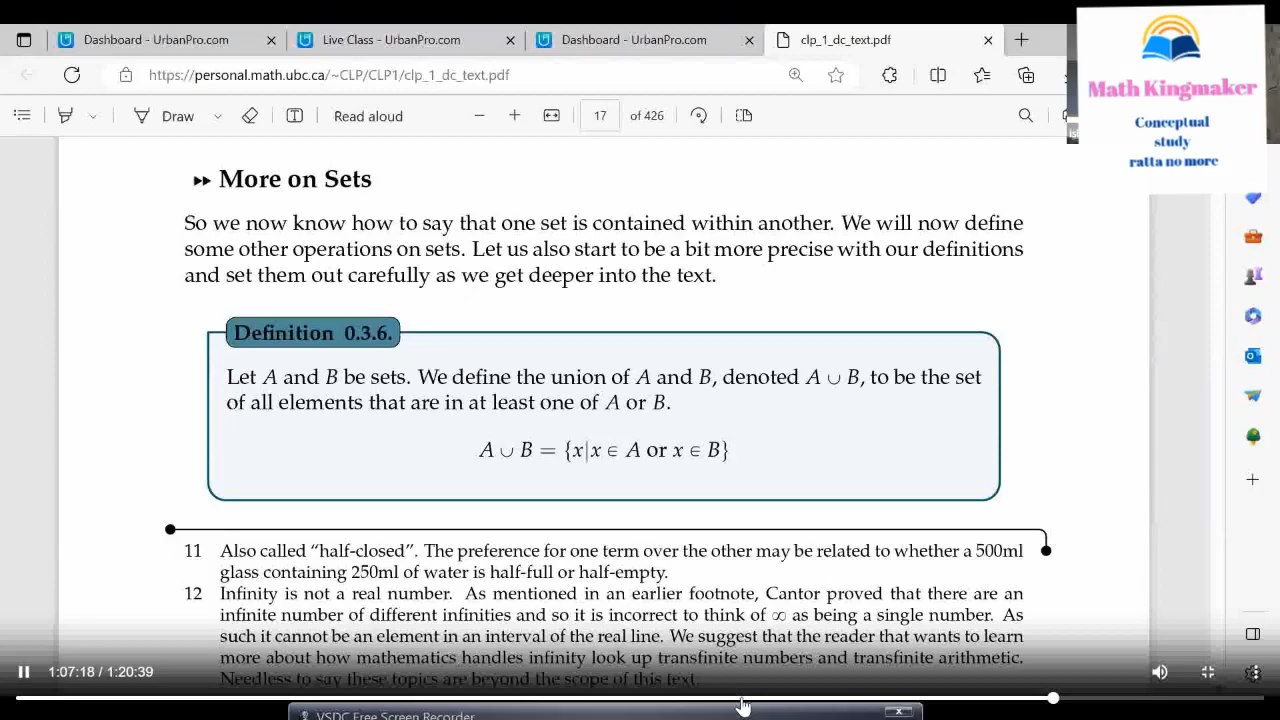 Dashboard - UrbanPro.com
Live Class - UrbanPro.com
Dashboard - UrbanPro.com
clp_1_dc_text.pdf
https://personal.math.ubc.ca/~CLP/CLP1/clp_1_dc_text.pdf
Draw
Read aloud
17 of 426
Math Kingmaker
Conceptual
study
ratta no more
More on Sets
So we now know how to say that one set is contained within another. We will now define
some other operations on sets. Let us also start to be a bit more precise with our definitions
and set them out carefully as we get deeper into the text.
Definition 0.3.6.
Let A and B be sets. We define the union of A and B, denoted A ∪ B, to be the set
of all elements that are in at least one of A or B.
A ∪ B = {x|x ∈ A or x ∈ B}
11 Also called “half-closed”. The preference for one term over the other may be related to whether a 500ml
glass containing 250ml of water is half-full or half-empty.
12 Infinity is not a real number. As mentioned in an earlier footnote, Cantor proved that there are an
infinite number of different infinities and so it is incorrect to think of ∞ as being a single number. As
such it cannot be an element in an interval of the real line. We suggest that the reader that wants to learn
more about how mathematics handles infinity look up transfinite numbers and transfinite arithmetic.
Needless to say these topics are beyond the scope of this text.
1:07:18 / 1:20:39
VSDC Free Screen Recorder